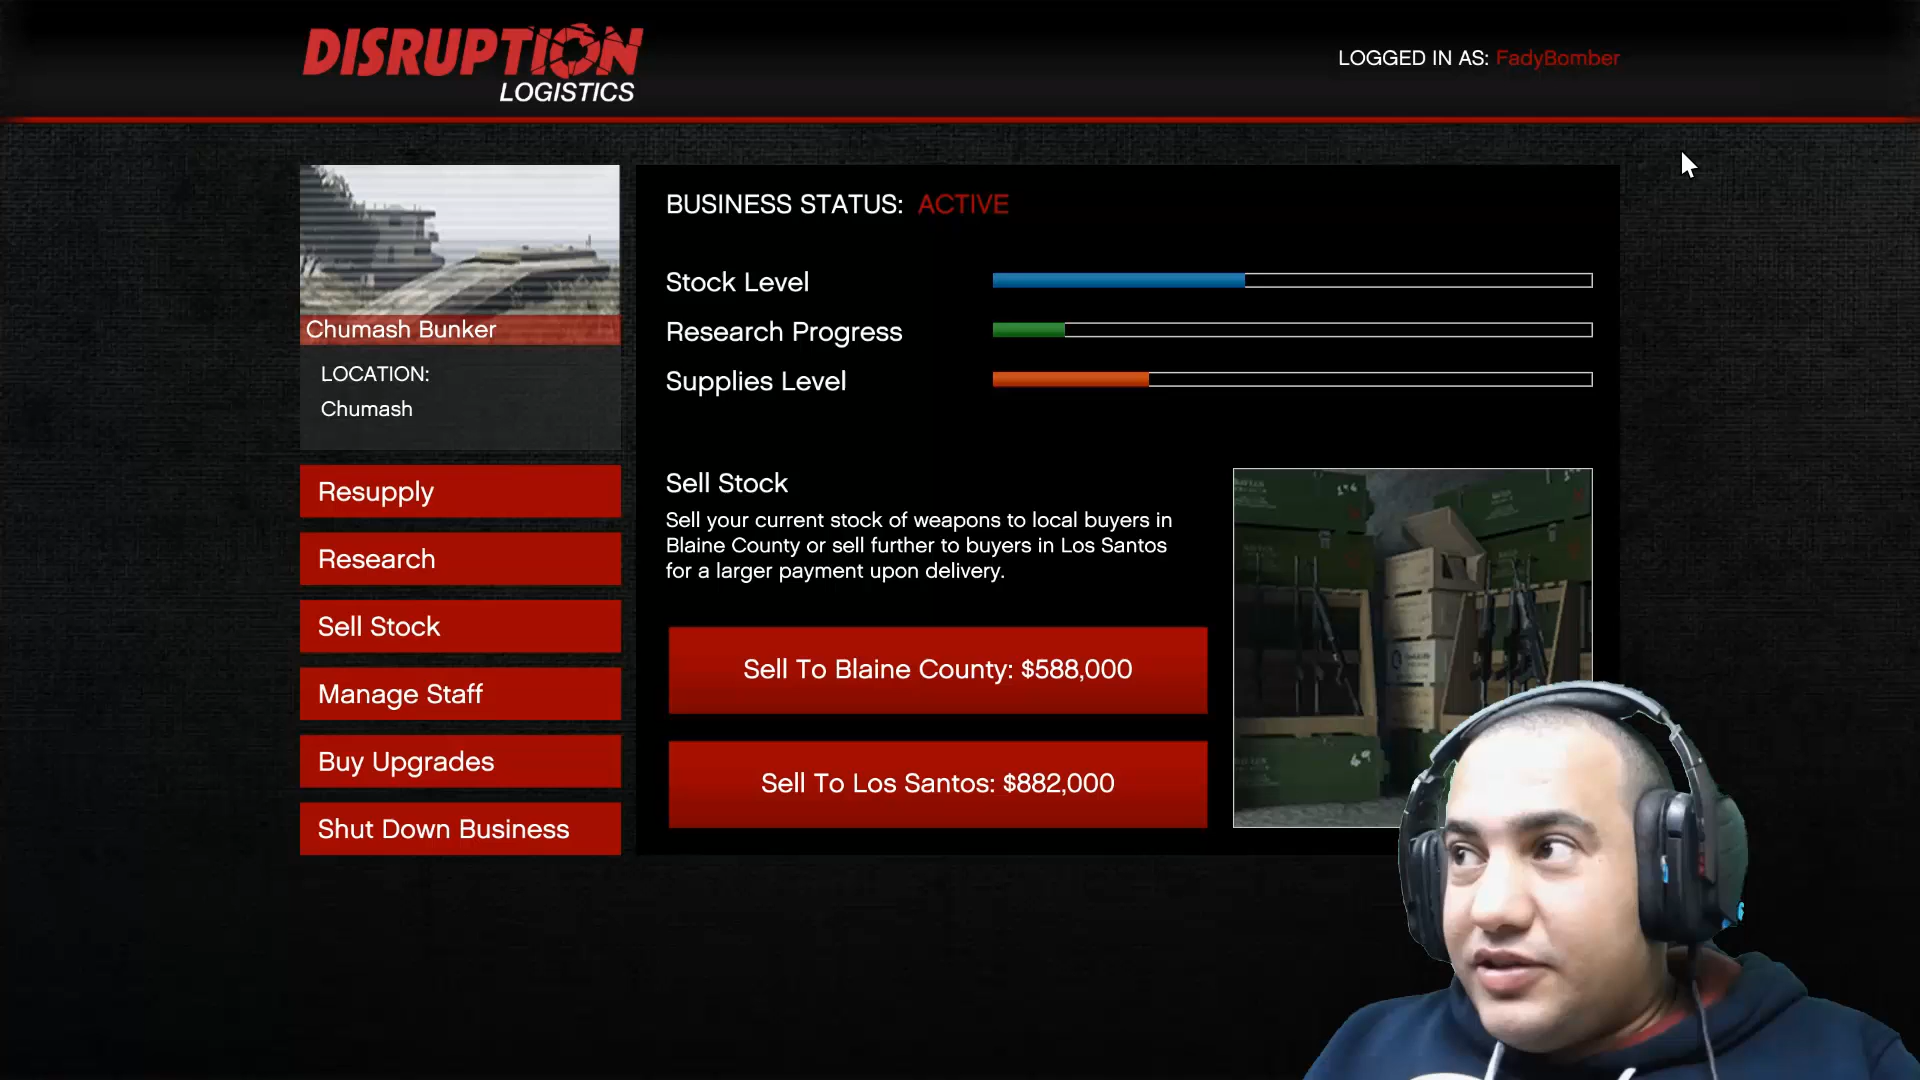 DISRUPTION
LOGISTICS
LOGGED IN AS: FadyBomber
Chumash Bunker
LOCATION:
Chumash
Resupply
Research
Sell Stock
Manage Staff
Buy Upgrades
Shut Down Business
BUSINESS STATUS: ACTIVE
Stock Level
Research Progress
Supplies Level
Sell Stock
Sell your current stock of weapons to local buyers in
Blaine County or sell further to buyers in Los Santos
for a larger payment upon delivery.
Sell To Blaine County: $588,000
Sell To Los Santos: $882,000